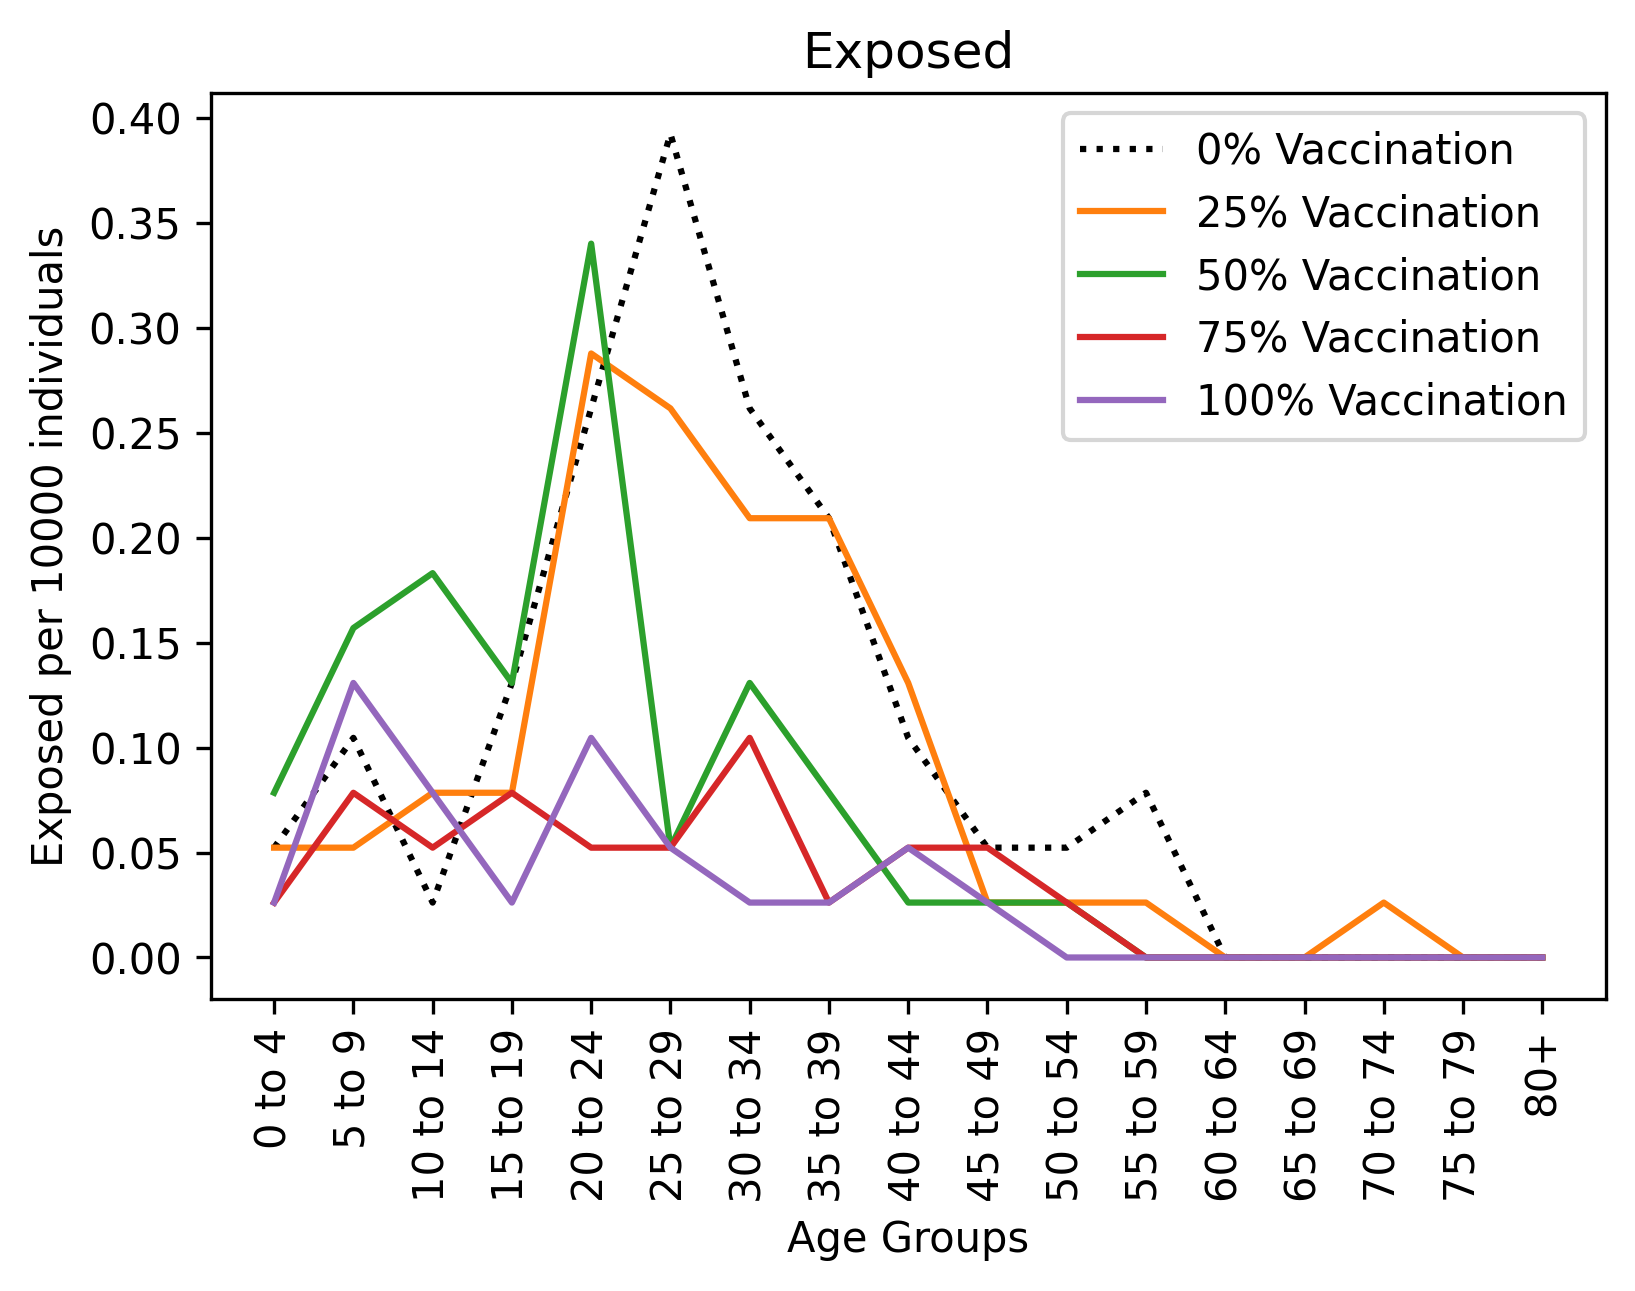 Exposed
0.40
0.35
0.30
0.25
0.20
0.15
0.10
0.05
0.00
Exposed per 10000 individuals
0% Vaccination
25% Vaccination
50% Vaccination
75% Vaccination
100% Vaccination
0 to 4
5 to 9
10 to 14
15 to 19
20 to 24
25 to 29
30 to 34
35 to 39
40 to 44
45 to 49
50 to 54
55 to 59
60 to 64
65 to 69
70 to 74
75 to 79
80+
Age Groups